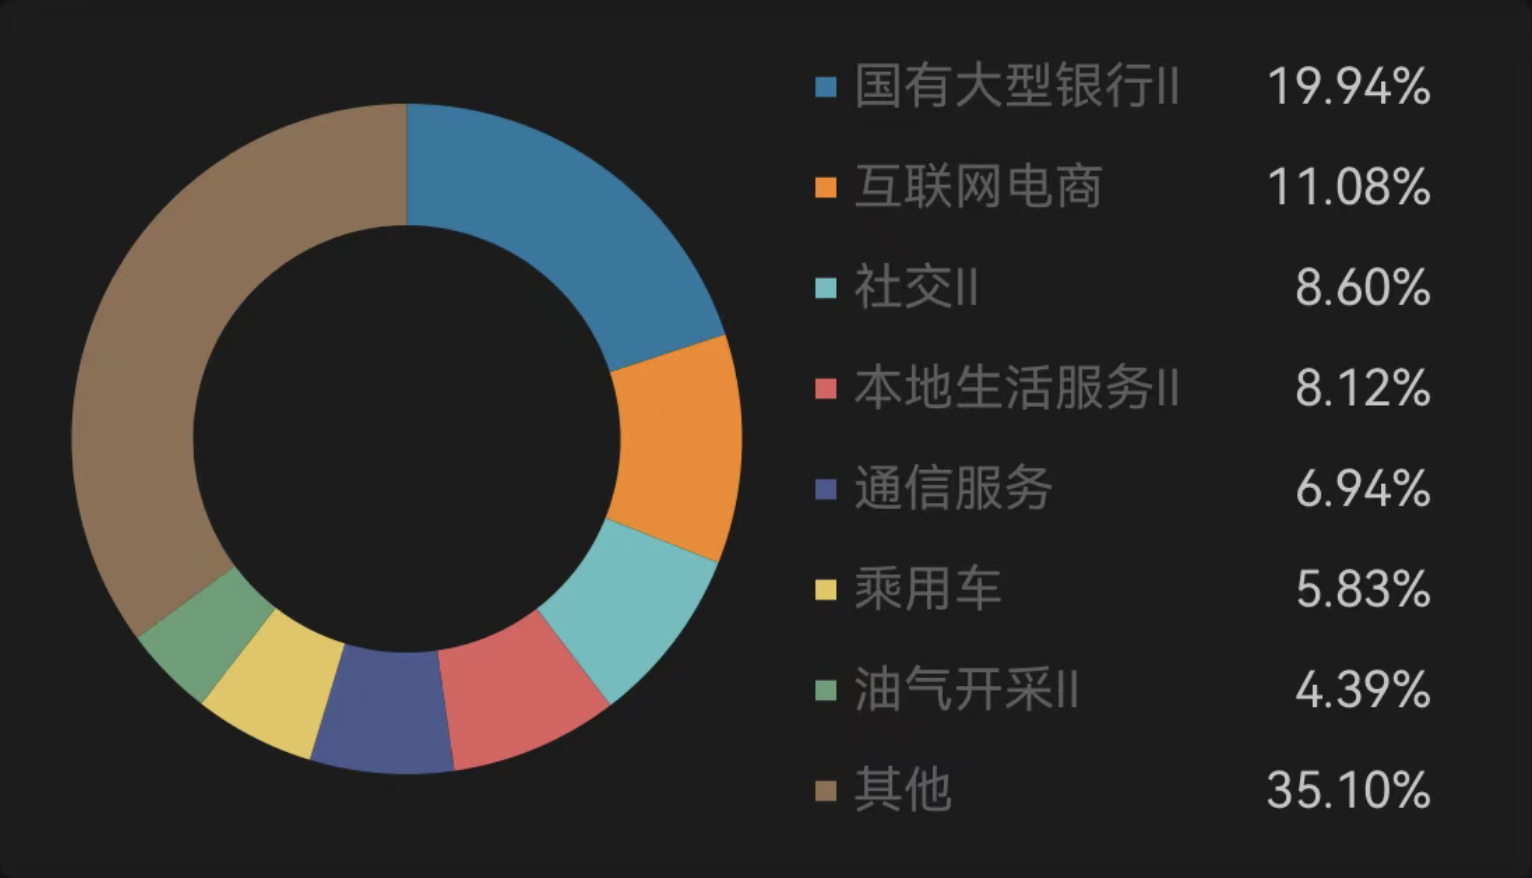 国有大型银行II 19.94%
互联网电商 11.08%
社交II 8.60%
本地生活服务II 8.12%
通信服务 6.94%
乘用车 5.83%
油气开采II 4.39%
其他 35.10%